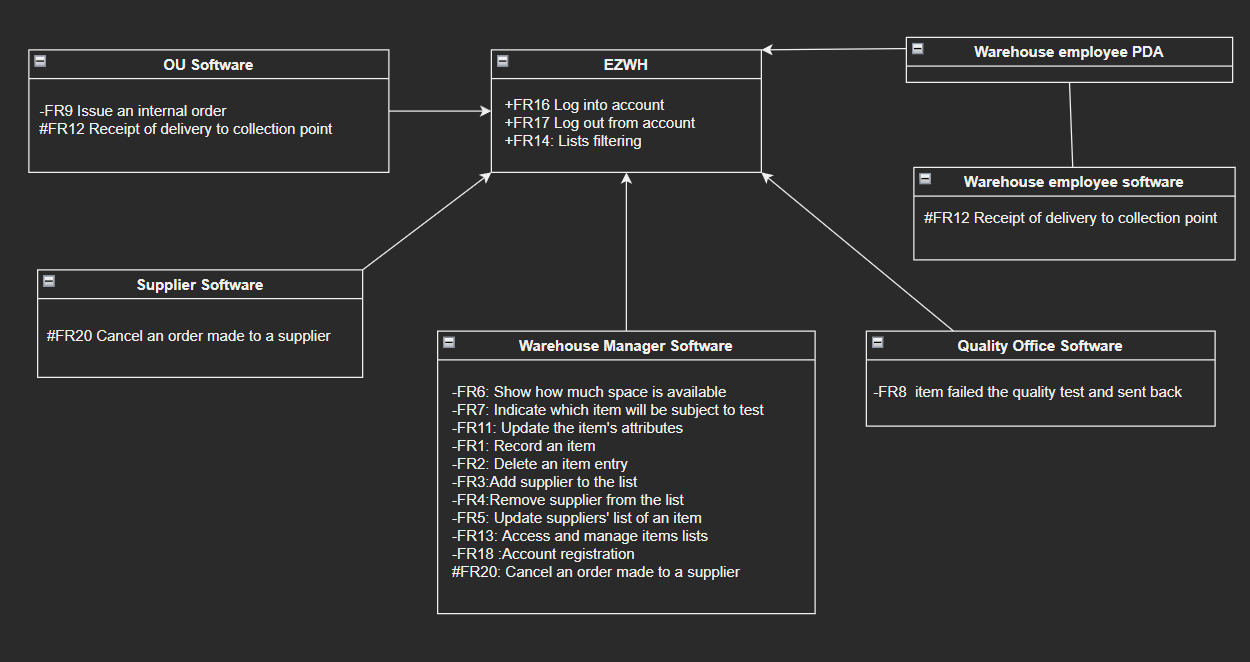 OU Software
-FR9 Issue an internal order
#FR12 Receipt of delivery to collection point
EZWH
+FR16 Log into account
+FR17 Log out from account
+FR14: Lists filtering
Warehouse employee PDA
Warehouse employee software
#FR12 Receipt of delivery to collection point
Supplier Software
#FR20 Cancel an order made to a supplier
Warehouse Manager Software
-FR6: Show how much space is available
-FR7: Indicate which item will be subject to test
-FR11: Update the item's attributes
-FR1: Record an item
-FR2: Delete an item entry
-FR3:Add supplier to the list
-FR4:Remove supplier from the list
-FR5: Update suppliers' list of an item
-FR13: Access and manage items lists
-FR18 :Account registration
#FR20: Cancel an order made to a supplier
Quality Office Software
-FR8  item failed the quality test and sent back